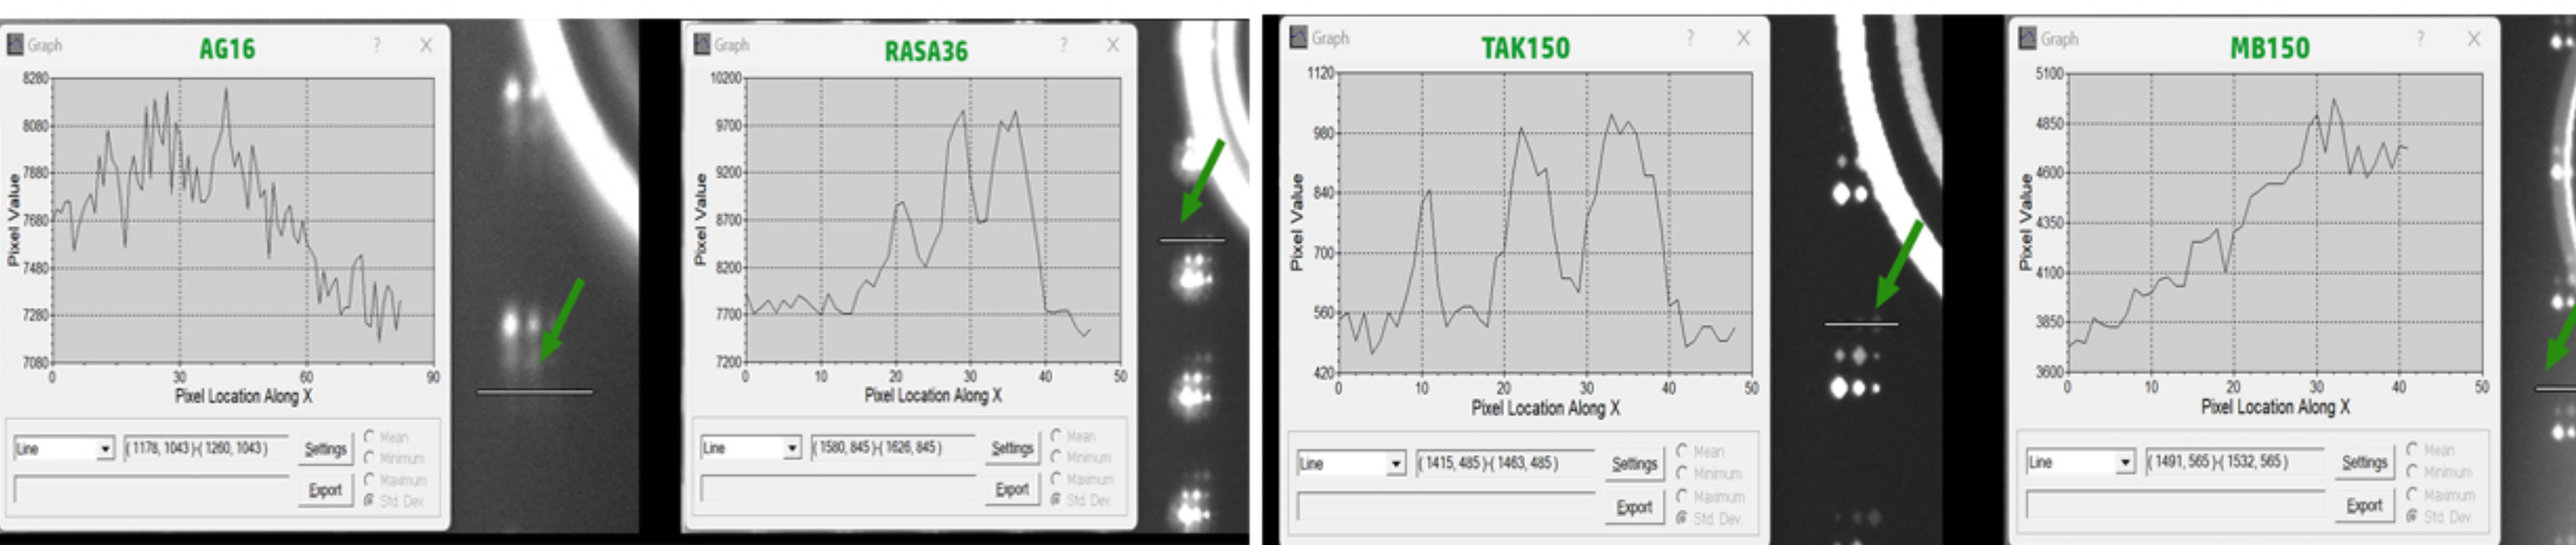 Graph
AG16
? X
8280
8080
7880
7680
7480
7280
7080
Pixel Value
0 30 60 90
Pixel Location Along X
Line
( 1178, 1043 )-( 1260, 1043 )
Settings
Export
Mean
Minimum
Maximum
Std. Dev.
Graph
RASA36
? X
10200
9700
9200
8700
8200
7700
7200
Pixel Value
0 10 20 30 40 50
Pixel Location Along X
Line
( 1580, 845 )-( 1626, 845 )
Settings
Export
Mean
Minimum
Maximum
Std. Dev.
Graph
TAK150
? X
1120
980
840
700
560
420
Pixel Value
0 10 20 30 40 50
Pixel Location Along X
Line
( 1415, 485 )-( 1463, 485 )
Settings
Export
Mean
Minimum
Maximum
Std. Dev.
Graph
MB150
? X
5100
4850
4600
4350
4100
3850
3600
Pixel Value
0 10 20 30 40 50
Pixel Location Along X
Line
( 1491, 565 )-( 1532, 565 )
Settings
Export
Mean
Minimum
Maximum
Std. Dev.